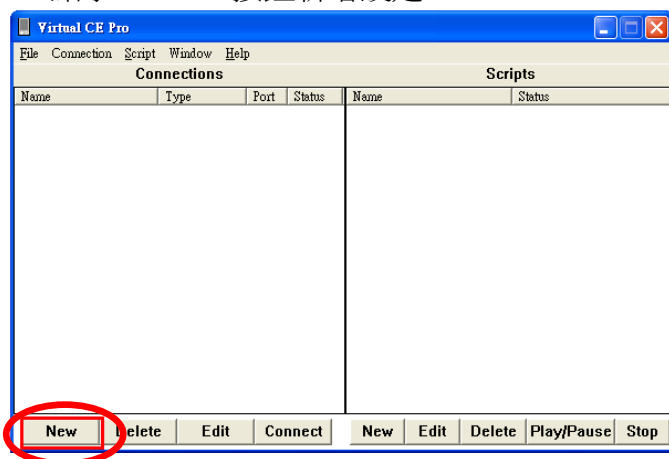 Virtual CE Pro
File Connection Script Window Help
Connections Scripts
Name Type Port Status Name Status
New Delete Edit Connect New Edit Delete Play/Pause Stop